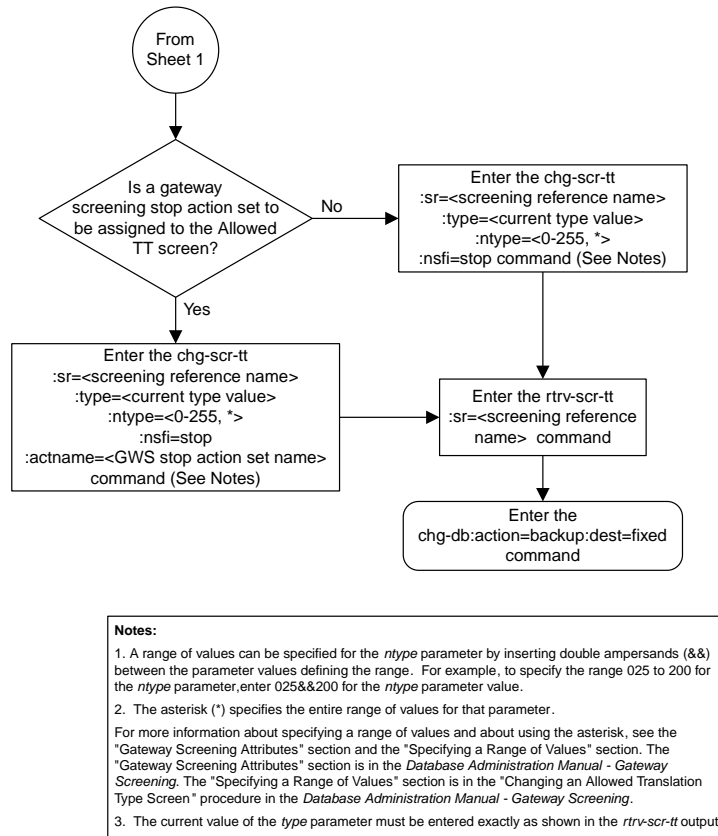 From
Sheet 1
Is a gateway
screening stop action set to
be assigned to the Allowed
TT screen?
No
Enter the chg-scr-tt
:sr=<screening reference name>
:type=<current type value>
:ntype=<0-255, *>
:nsfi=stop command (See Notes)
Yes
Enter the chg-scr-tt
:sr=<screening reference name>
:type=<current type value>
:ntype=<0-255, *>
:nsfi=stop
:actname=<GWS stop action set name>
command (See Notes)
Enter the rtrv-scr-tt
:sr=<screening reference
name> command
Enter the
chg-db:action=backup:dest=fixed
command
Notes:
1. A range of values can be specified for the ntype parameter by inserting double ampersands (&&)
between the parameter values defining the range. For example, to specify the range 025 to 200 for
the ntype parameter,enter 025&&200 for the ntype parameter value.
2. The asterisk (*) specifies the entire range of values for that parameter.
For more information about specifying a range of values and about using the asterisk, see the
"Gateway Screening Attributes" section and the "Specifying a Range of Values" section. The
"Gateway Screening Attributes" section is in the Database Administration Manual - Gateway
Screening. The "Specifying a Range of Values" section is in the "Changing an Allowed Translation
Type Screen" procedure in the Database Administration Manual - Gateway Screening.
3. The current value of the type parameter must be entered exactly as shown in the rtrv-scr-tt output